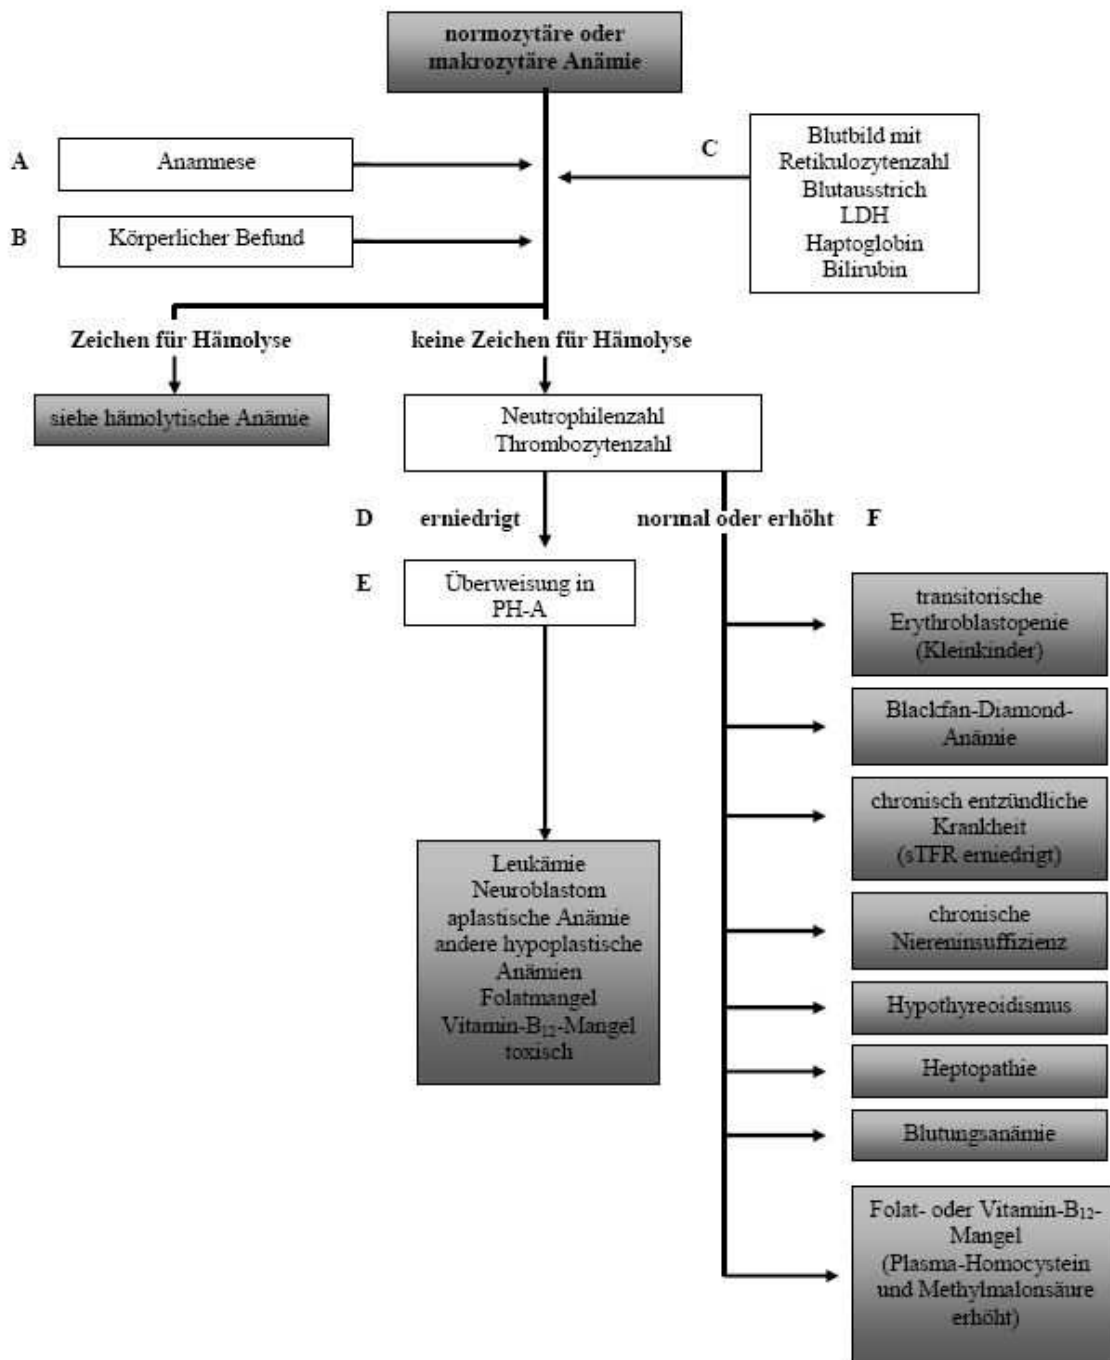 normozytäre oder
makrozytäre Anämie
A
Anamnese
B
Körperlicher Befund
C
Blutbild mit
Retikulozytenzahl
Blutausstrich
LDH
Haptoglobin
Bilirubin
Zeichen für Hämolyse
keine Zeichen für Hämolyse
siehe hämolytische Anämie
Neutrophilenzahl
Thrombozytenzahl
D
erniedrigt
normal oder erhöht
F
E
Überweisung in
PH-A
Leukämie
Neuroblastom
aplastische Anämie
andere hypoplastische
Anämien
Folatmangel
Vitamin-B₁₂-Mangel
toxisch
transitorische
Erythroblastopenie
(Kleinkinder)
Blackfan-Diamond-
Anämie
chronisch entzündliche
Krankheit
(sTFR erniedrigt)
chronische
Niereninsuffizienz
Hypothyreoidismus
Heptopathie
Blutungsanämie
Folat- oder Vitamin-B₁₂-
Mangel
(Plasma-Homocystein
und Methylmalonsäure
erhöht)